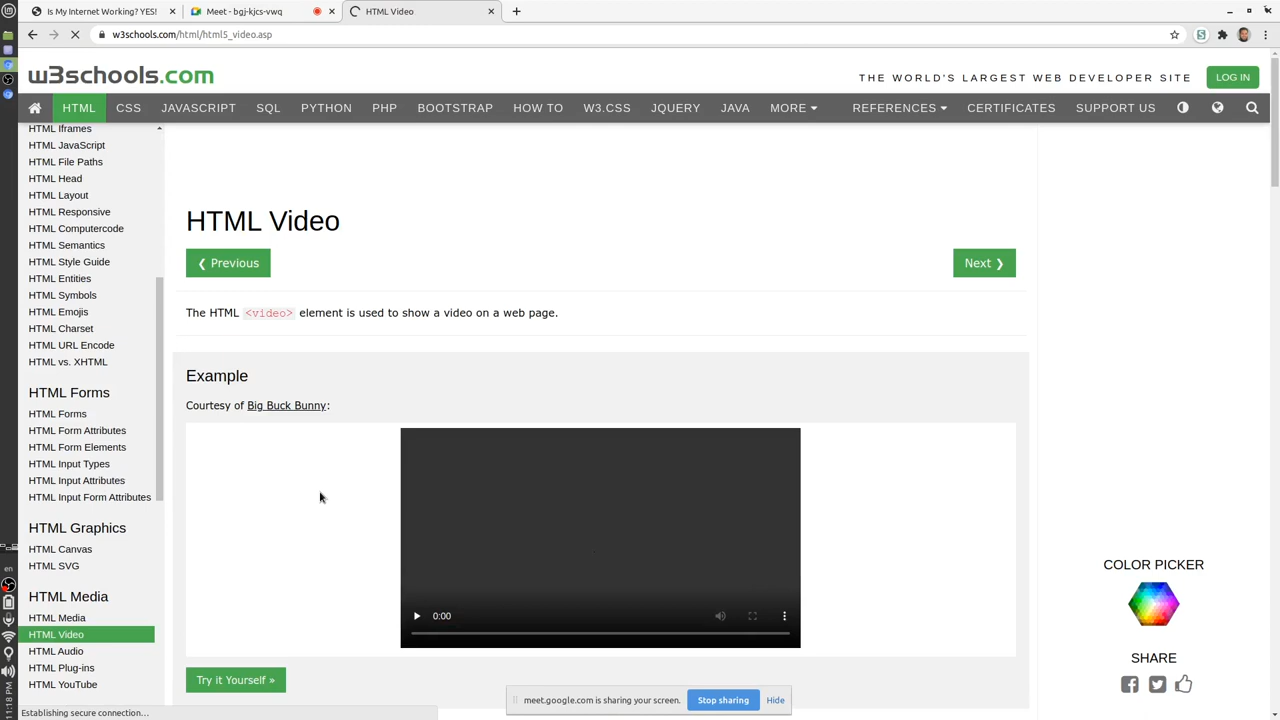 Is My Internet Working? YES!
Meet - bgj-kjcs-vwq
HTML Video
w3schools.com/html/html5_video.asp
w3schools.com
THE WORLD'S LARGEST WEB DEVELOPER SITE
LOG IN
HTML CSS JAVASCRIPT SQL PYTHON PHP BOOTSTRAP HOW TO W3.CSS JQUERY JAVA MORE REFERENCES CERTIFICATES SUPPORT US
HTML Iframes
HTML JavaScript
HTML File Paths
HTML Head
HTML Layout
HTML Responsive
HTML Computercode
HTML Semantics
HTML Style Guide
HTML Entities
HTML Symbols
HTML Emojis
HTML Charset
HTML URL Encode
HTML vs. XHTML
HTML Forms
HTML Forms
HTML Form Attributes
HTML Form Elements
HTML Input Types
HTML Input Attributes
HTML Input Form Attributes
HTML Graphics
HTML Canvas
HTML SVG
HTML Media
HTML Media
HTML Video
HTML Audio
HTML Plug-ins
HTML YouTube
HTML Video
❮ Previous
Next ❯
The HTML <video> element is used to show a video on a web page.
Example
Courtesy of Big Buck Bunny:
0:00
Try it Yourself »
COLOR PICKER
SHARE
meet.google.com is sharing your screen.
Stop sharing
Hide
Establishing secure connection...
en
11:18 PM